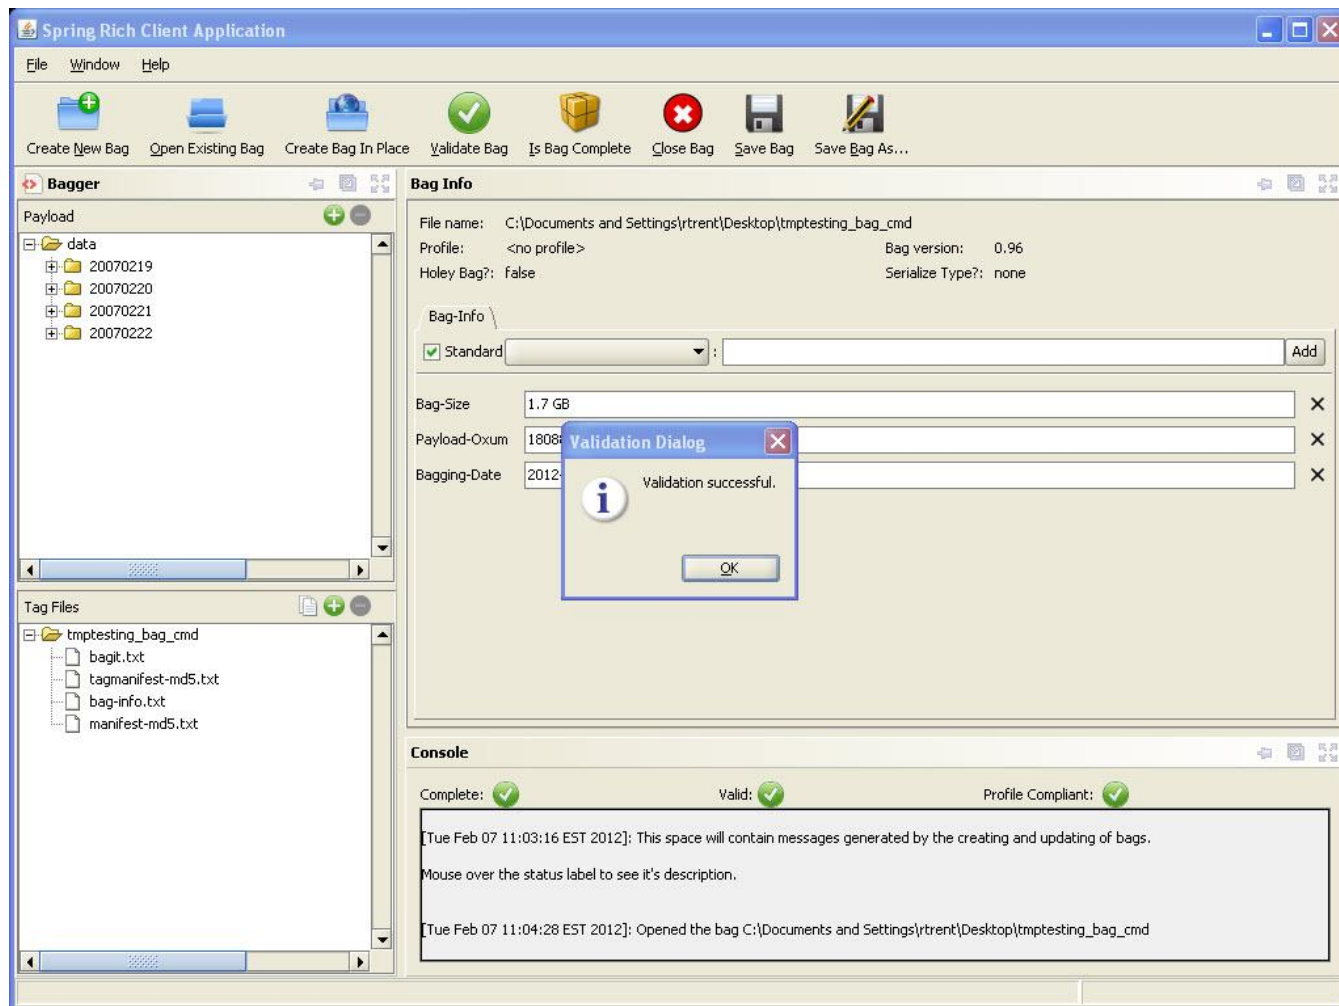 Spring Rich Client Application
File Window Help
Create New Bag Open Existing Bag Create Bag In Place Validate Bag Is Bag Complete Close Bag Save Bag Save Bag As...
Bagger
Payload
data
20070219
20070220
20070221
20070222
Tag Files
tmptesting_bag_cmd
bagit.txt
tagmanifest-md5.txt
bag-info.txt
manifest-md5.txt
Bag Info
File name: C:\Documents and Settings\rtrent\Desktop\tmptesting_bag_cmd
Profile: <no profile> Bag version: 0.96
Holey Bag?: false Serialize Type?: none
Bag-Info
Standard : Add
Bag-Size 1.7 GB
Payload-Oxum
Bagging-Date 2012-
Validation Dialog
Validation successful.
OK
Console
Complete: Valid: Profile Compliant:
[Tue Feb 07 11:03:16 EST 2012]: This space will contain messages generated by the creating and updating of bags.
Mouse over the status label to see it's description.
[Tue Feb 07 11:04:28 EST 2012]: Opened the bag C:\Documents and Settings\rtrent\Desktop\tmptesting_bag_cmd